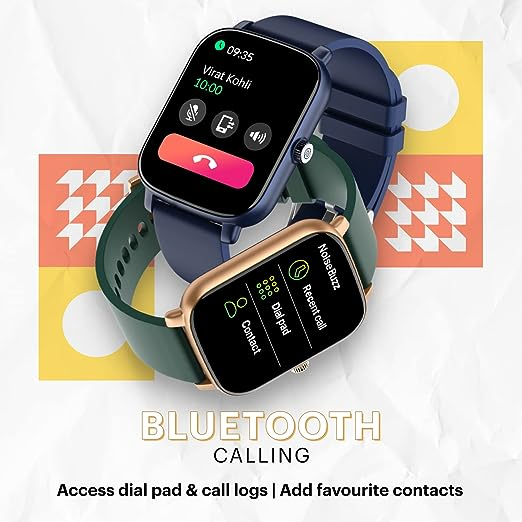 09:35
Virat Kohli
10:00
NoiseBuzz
Recent call
Dial pad
Contact
BLUETOOTH
CALLING
Access dial pad & call logs | Add favourite contacts